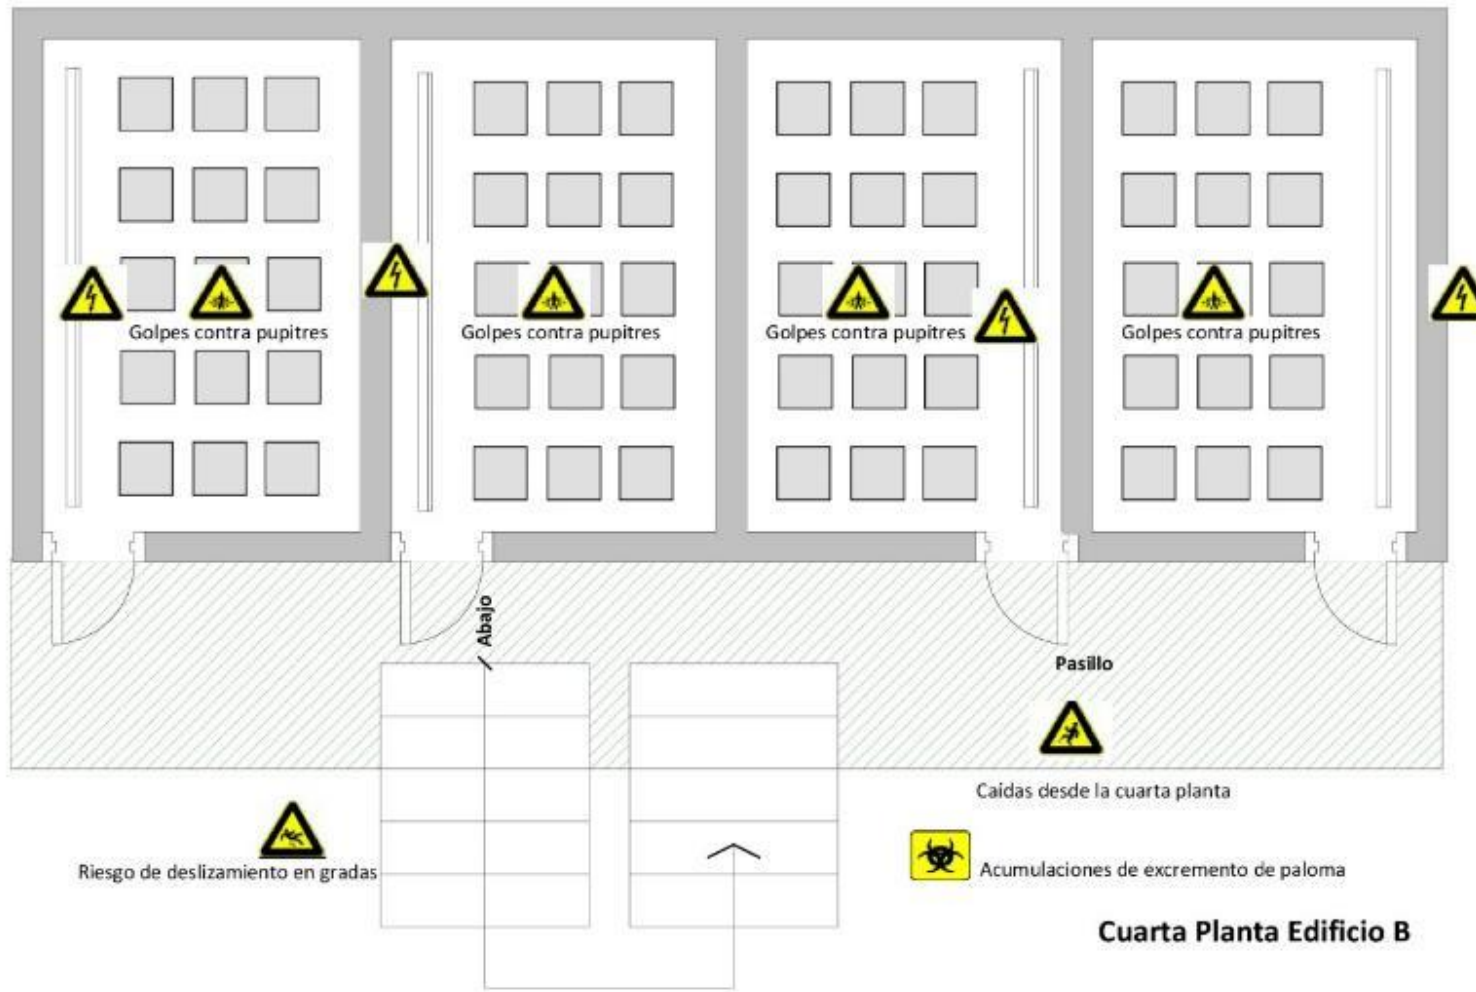 Golpes contra pupitres
Golpes contra pupitres
Golpes contra pupitres
Golpes contra pupitres
Abajo
Pasillo
Caidas desde la cuarta planta
Riesgo de deslizamiento en gradas
Acumulaciones de excremento de paloma
Cuarta Planta Edificio B